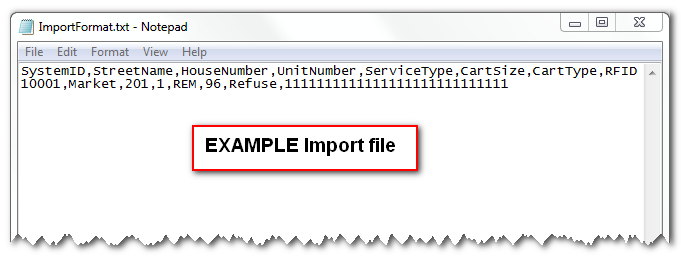 ImportFormat.txt - Notepad
File Edit Format View Help
SystemID,StreetName,HouseNumber,UnitNumber,ServiceType,CartSize,CartType,RFID
10001,Market,201,1,REM,96,Refuse,1111111111111111111111111111
EXAMPLE Import file